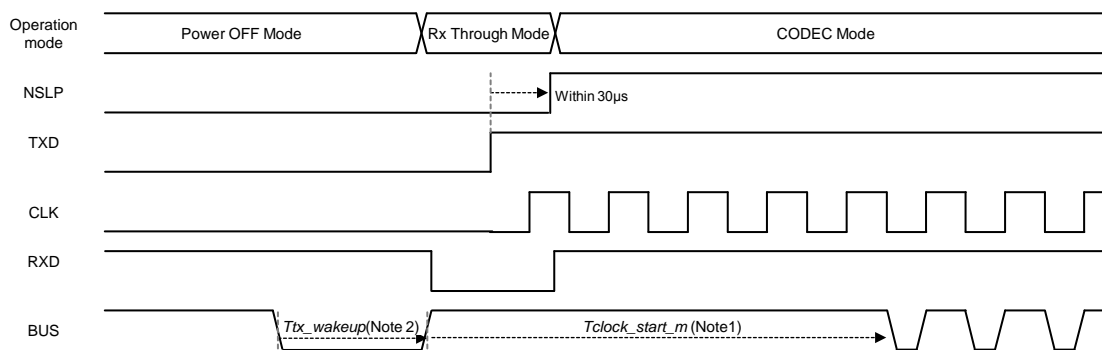 Operation
mode
Power OFF Mode
Rx Through Mode
CODEC Mode
NSLP
Within 30µs
TXD
CLK
RXD
BUS
Ttx_wakeup(Note 2)
Tclock_start_m (Note1)